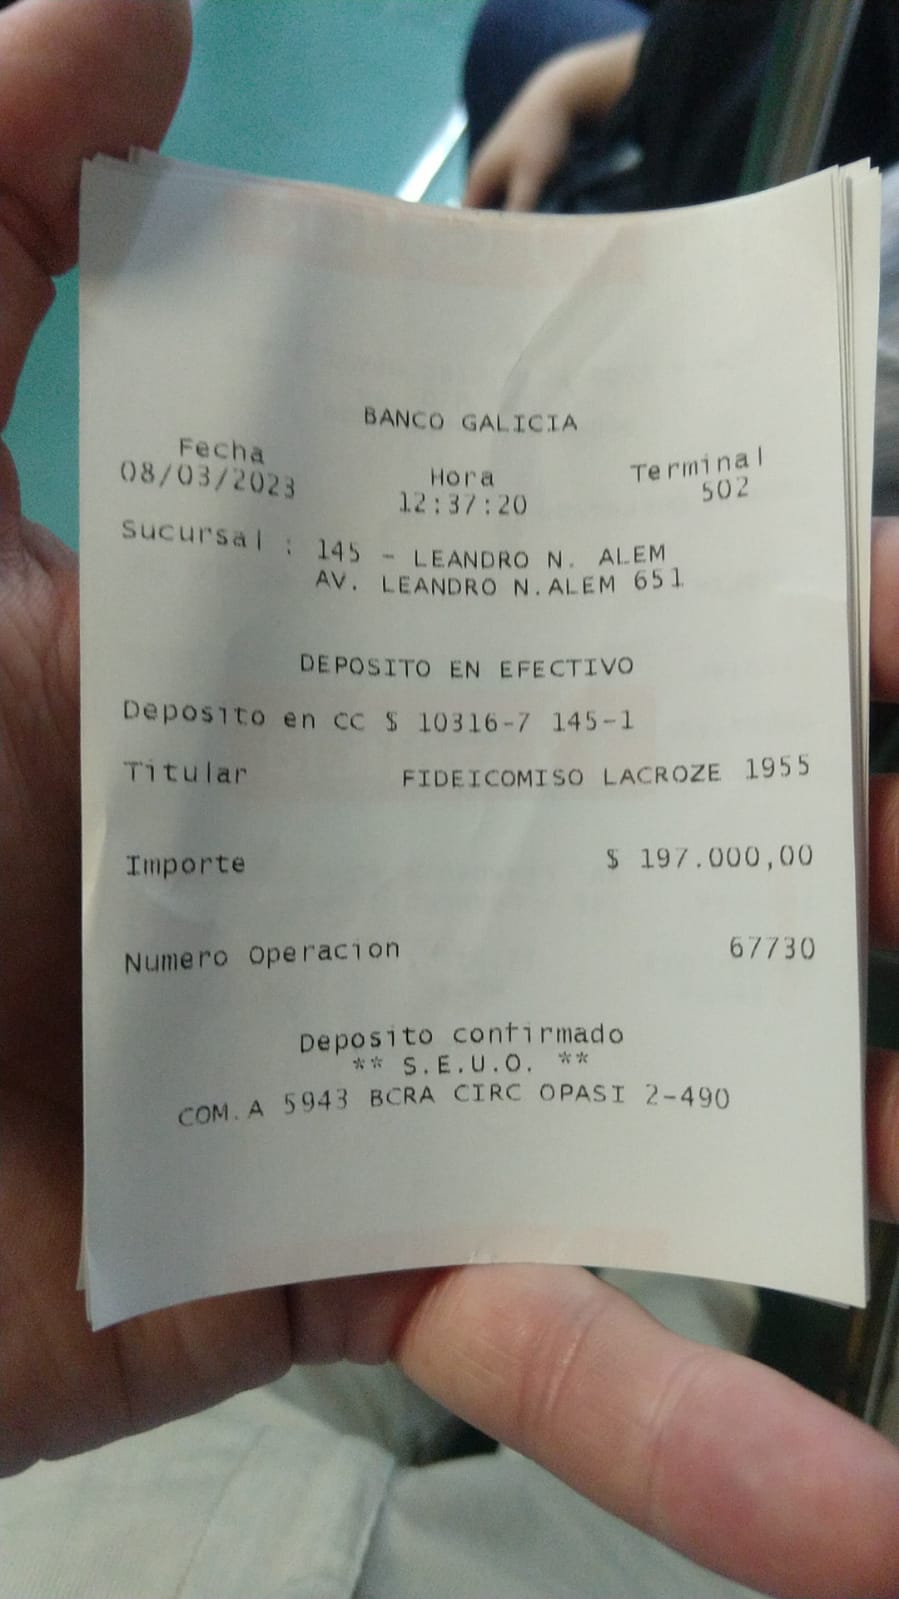 BANCO GALICIA
Fecha Hora Terminal
08/03/2023 12:37:20 502
Sucursal : 145 - LEANDRO N. ALEM
AV. LEANDRO N.ALEM 651
DEPOSITO EN EFECTIVO
Deposito en CC $ 10316-7 145-1
Titular FIDEICOMISO LACROZE 1955
Importe $ 197.000,00
Numero Operacion 67730
Deposito confirmado
** S.E.U.O. **
COM.A 5943 BCRA CIRC OPASI 2-490